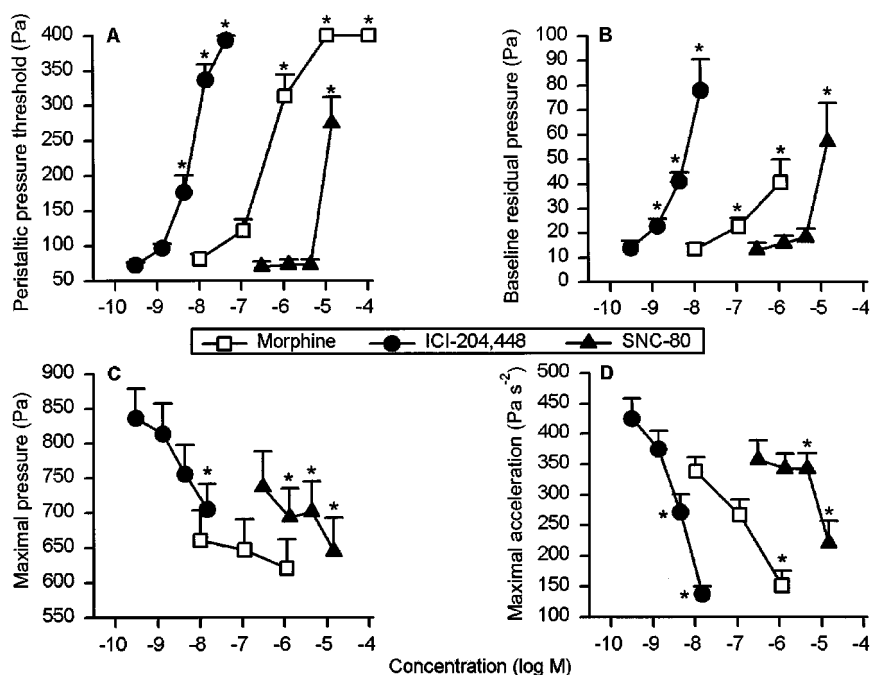 A
Peristaltic pressure threshold (Pa)
400
350
300
250
200
150
100
50
-10 -9 -8 -7 -6 -5 -4
* * * * * * *
B
Baseline residual pressure (Pa)
100
90
80
70
60
50
40
30
20
10
0
-10 -9 -8 -7 -6 -5 -4
* * * * * *
Morphine ICI-204,448 SNC-80
C
Maximal pressure (Pa)
900
850
800
750
700
650
600
550
-10 -9 -8 -7 -6 -5 -4
* * * *
D
Maximal acceleration (Pa s-2)
500
450
400
350
300
250
200
150
100
-10 -9 -8 -7 -6 -5 -4
* * * * *
Concentration (log M)